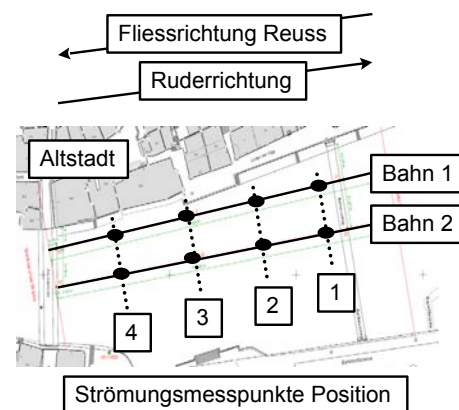 Fliessrichtung Reuss
Ruderrichtung
Altstadt
Bahn 1
Bahn 2
4
3
2
1
Strömungsmesspunkte Position